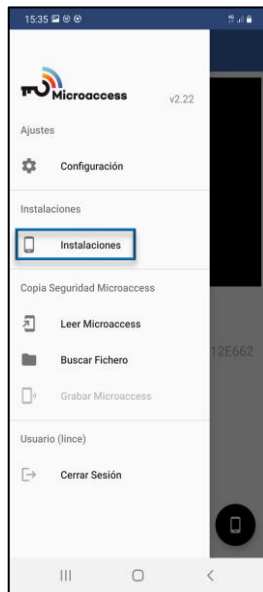 15:35
Microaccess
v2.22
Ajustes
Configuración
Instalaciones
Instalaciones
Copia Seguridad Microaccess
Leer Microaccess
12E662
Buscar Fichero
Grabar Microaccess
Usuario (lince)
Cerrar Sesión